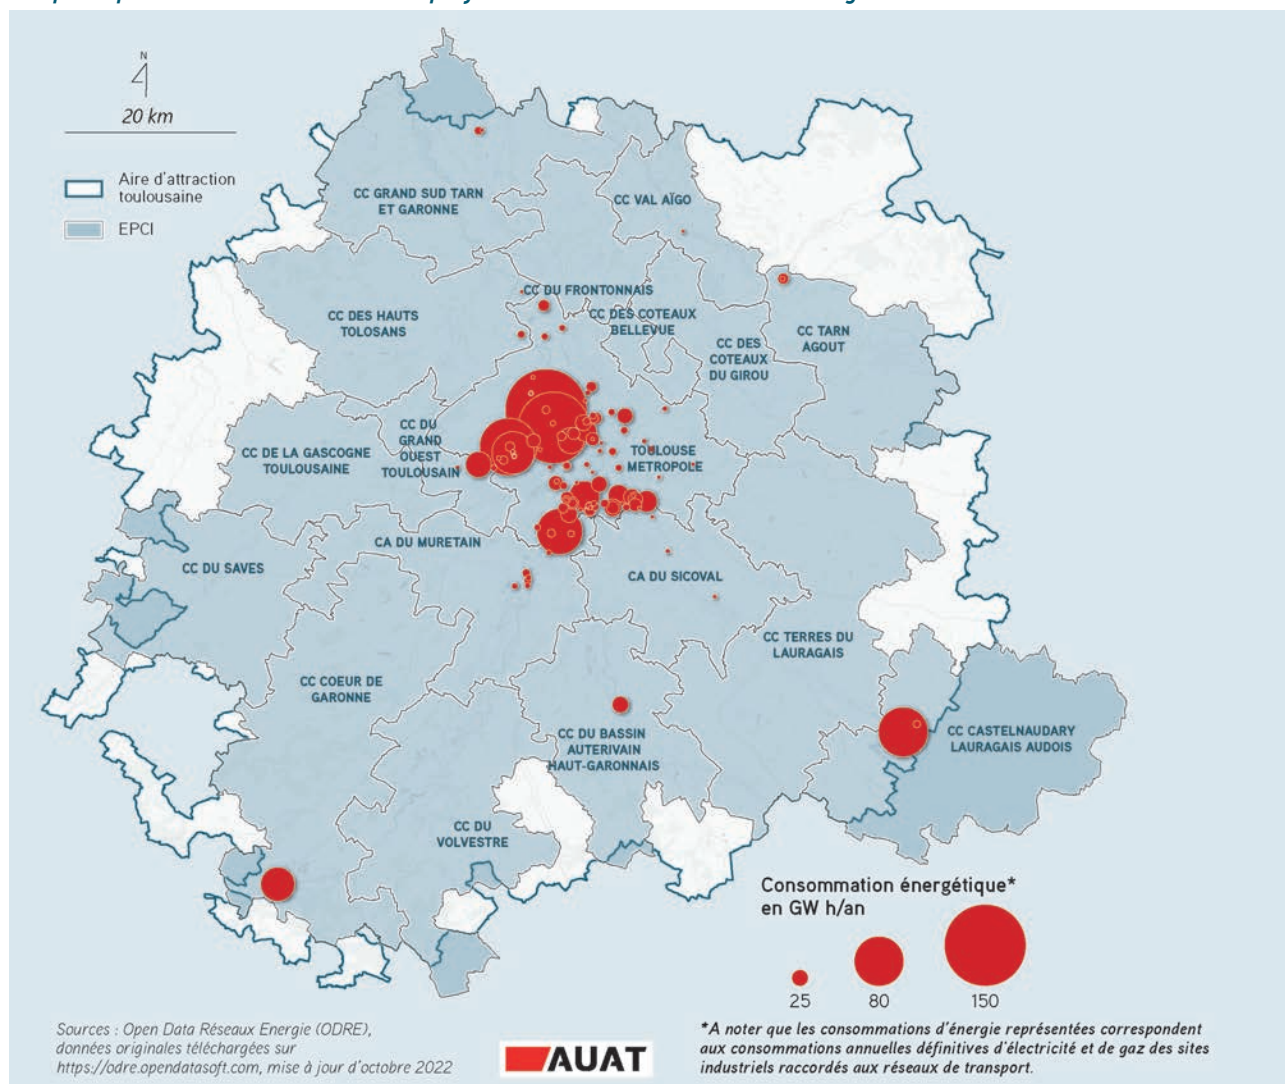 N
20 km
Aire d'attraction
toulousaine
EPCI
CC GRAND SUD TARN
ET GARONNE
CC VAL AÏGO
CC DU FRONTONNAIS
CC DES HAUTS
TOLOSANS
CC DES COTEAUX
BELLEVUE
CC DES
COTEAUX
DU GIROU
CC TARN
AGOUT
CC DU
GRAND
OUEST
TOULOUSAIN
CC DE LA GASCOGNE
TOULOUSAINE
TOULOUSE
METROPOLE
CA DU MURETAIN
CC DU SAVES
CA DU SICOVAL
CC TERRES DU
LAURAGAIS
CC COEUR DE
GARONNE
CC DU BASSIN
AUTERIVAIN
HAUT-GARONNAIS
CC CASTELNAUDARY
LAURAGAIS AUDOIS
CC DU
VOLVESTRE
Consommation énergétique*
en GW h/an
25
80
150
Sources : Open Data Réseaux Energie (ODRE),
données originales téléchargées sur
https://odre.opendatasoft.com, mise à jour d'octobre 2022
AUAT
*A noter que les consommations d'énergie représentées correspondent
aux consommations annuelles définitives d'électricité et de gaz des sites
industriels raccordés aux réseaux de transport.